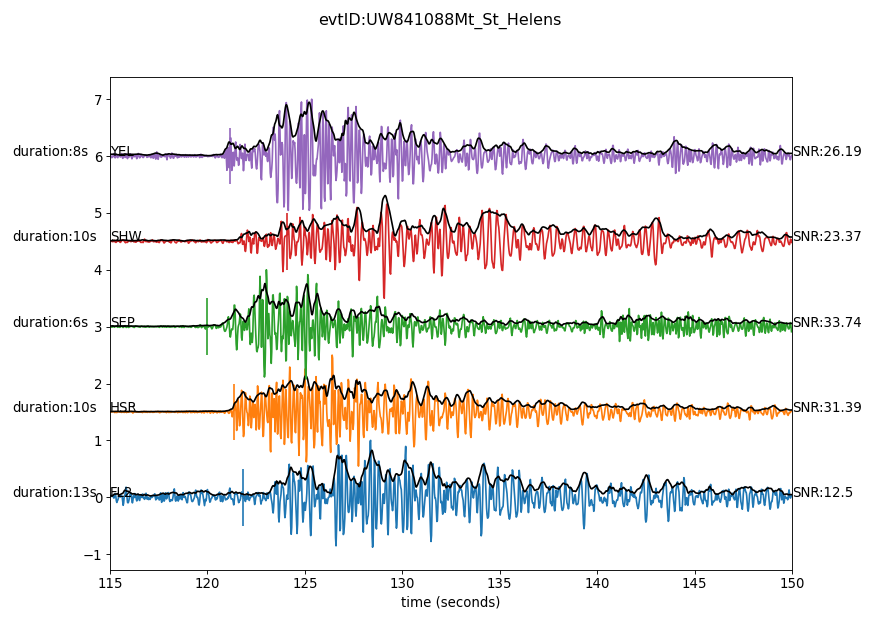 evtID:UW841088Mt_St_Helens
7
duration:8s YEL SNR:26.19
6
5
duration:10s SHW SNR:23.37
4
duration:6s SEP SNR:33.74
3
2
duration:10s HSR SNR:31.39
1
duration:13s FL2 SNR:12.5
0
−1
115 120 125 130 135 140 145 150
time (seconds)